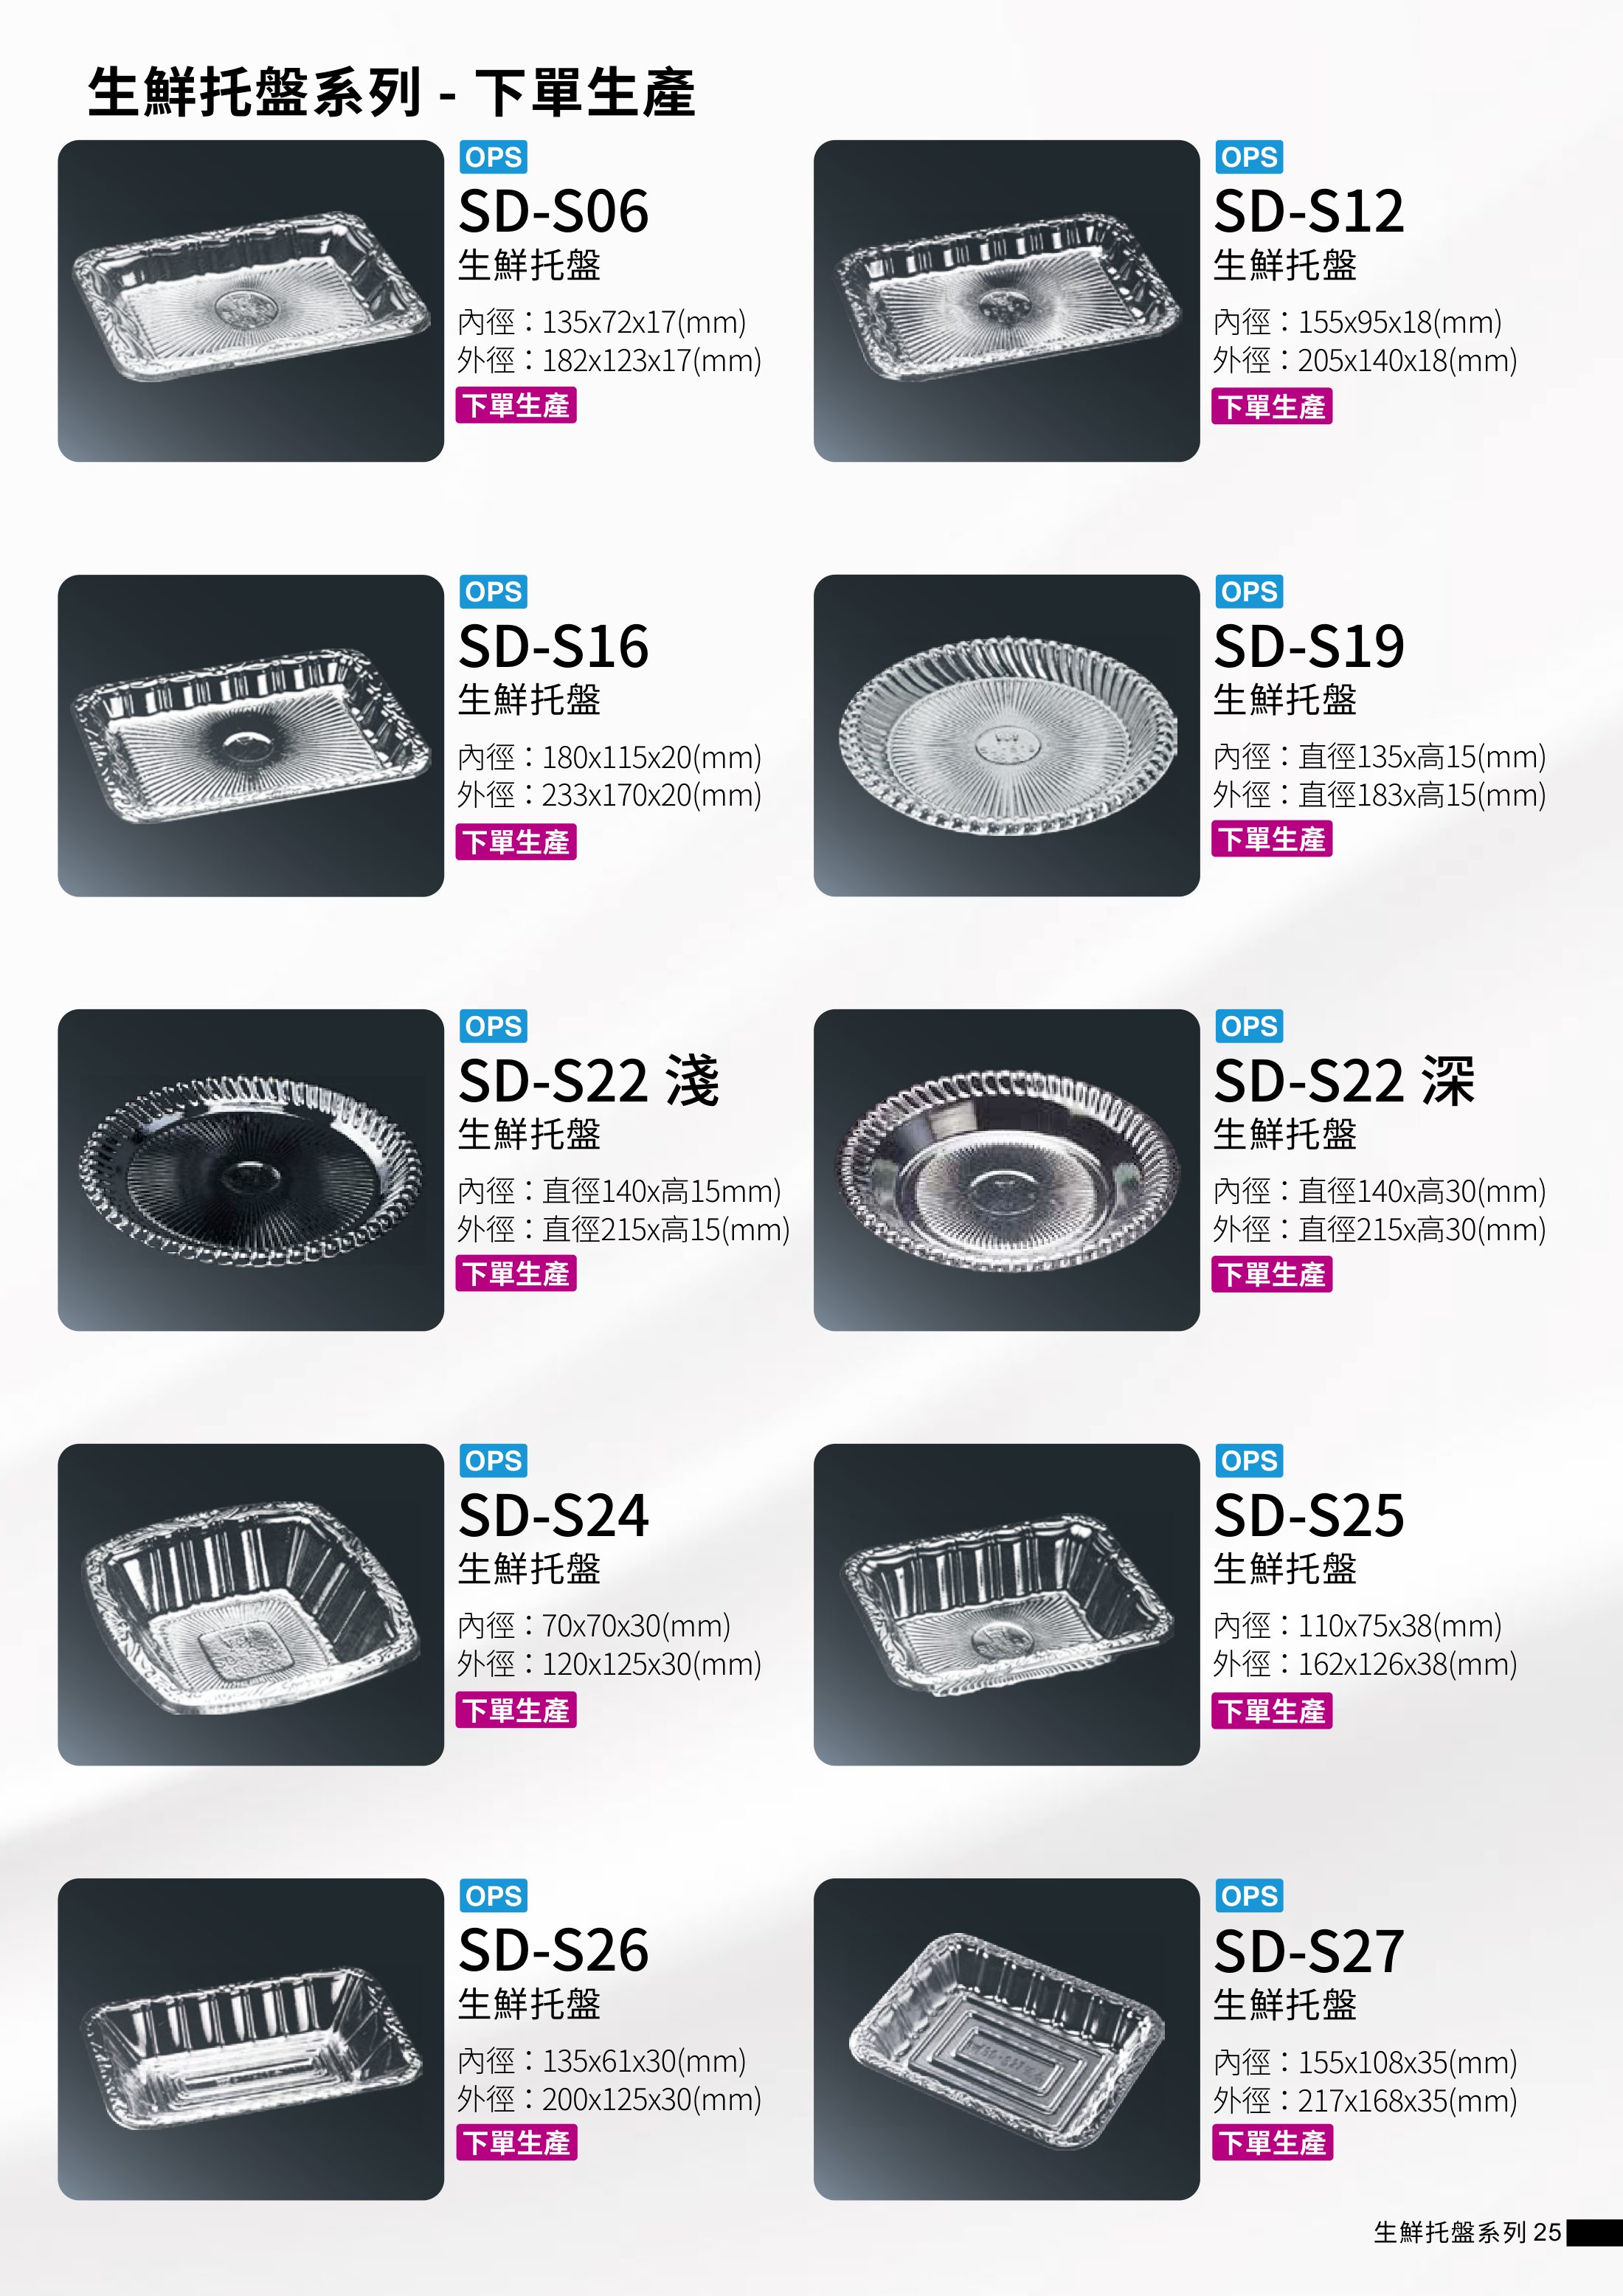 生鮮托盤系列 - 下單生產
OPS
SD-S06
生鮮托盤
內徑：135x72x17(mm)
外徑：182x123x17(mm)
下單生產
OPS
SD-S12
生鮮托盤
內徑：155x95x18(mm)
外徑：205x140x18(mm)
下單生產
OPS
SD-S16
生鮮托盤
內徑：180x115x20(mm)
外徑：233x170x20(mm)
下單生產
OPS
SD-S19
生鮮托盤
內徑：直徑135x高15(mm)
外徑：直徑183x高15(mm)
下單生產
OPS
SD-S22 淺
生鮮托盤
內徑：直徑140x高15mm)
外徑：直徑215x高15(mm)
下單生產
OPS
SD-S22 深
生鮮托盤
內徑：直徑140x高30(mm)
外徑：直徑215x高30(mm)
下單生產
OPS
SD-S24
生鮮托盤
內徑：70x70x30(mm)
外徑：120x125x30(mm)
下單生產
OPS
SD-S25
生鮮托盤
內徑：110x75x38(mm)
外徑：162x126x38(mm)
下單生產
OPS
SD-S26
生鮮托盤
內徑：135x61x30(mm)
外徑：200x125x30(mm)
下單生產
OPS
SD-S27
生鮮托盤
內徑：155x108x35(mm)
外徑：217x168x35(mm)
下單生產
生鮮托盤系列 25